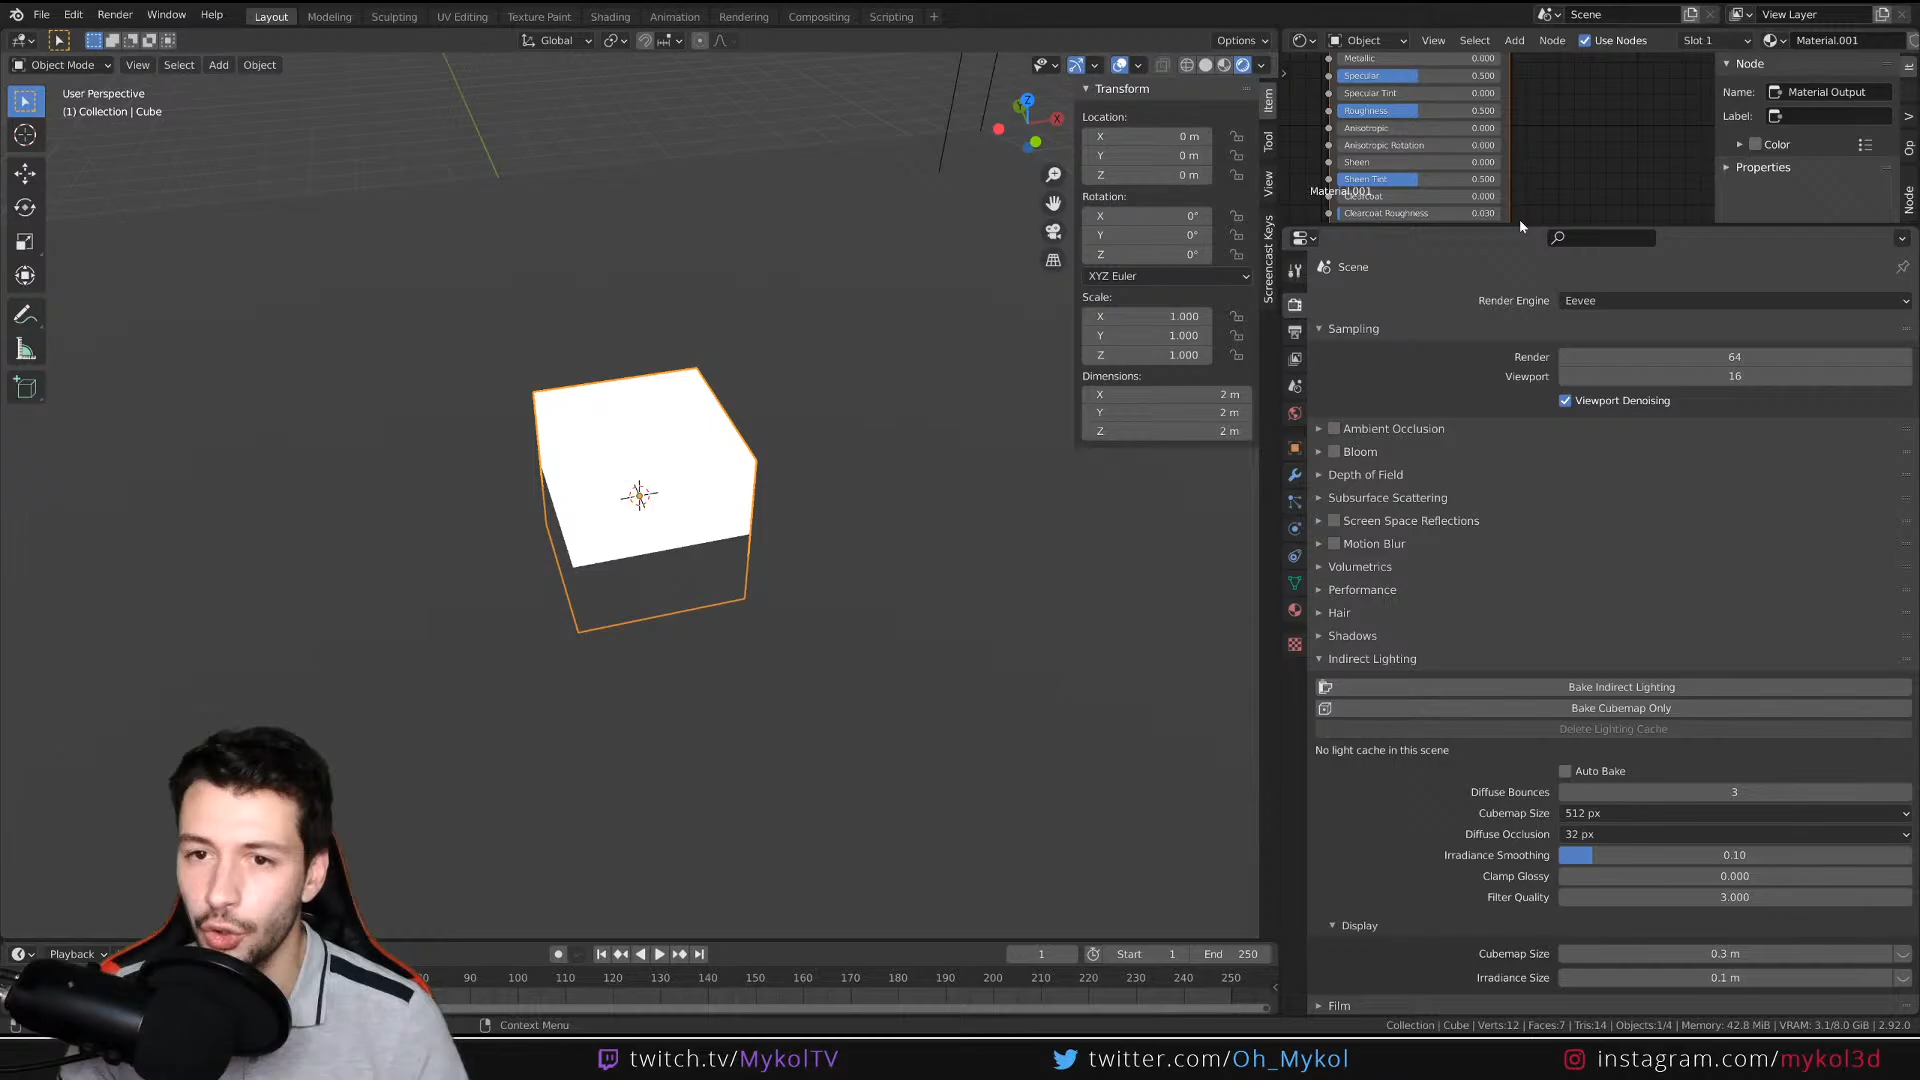 File Edit Render Window Help Layout Modeling Sculpting UV Editing Texture Paint Shading Animation Rendering Compositing Scripting + Scene View Layer
Global Options Object View Select Add Node Use Nodes Slot 1 Material.001
Object Mode View Select Add Object
User Perspective
(1) Collection | Cube
Z
Y
X
Transform
Location:
X 0 m
Y 0 m
Z 0 m
Rotation:
X 0°
Y 0°
Z 0°
XYZ Euler
Scale:
X 1.000
Y 1.000
Z 1.000
Dimensions:
X 2 m
Y 2 m
Z 2 m
Item
Tool
View
Screencast Keys
Metallic 0.000
Specular 0.500
Specular Tint 0.000
Roughness 0.500
Anisotropic 0.000
Anisotropic Rotation 0.000
Sheen 0.000
Sheen Tint 0.500
Material.001
Clearcoat 0.000
Clearcoat Roughness 0.030
Node
Name: Material Output
Label:
Color
Properties
Op
Node
Scene
Render Engine Eevee
Sampling
Render 64
Viewport 16
Viewport Denoising
Ambient Occlusion
Bloom
Depth of Field
Subsurface Scattering
Screen Space Reflections
Motion Blur
Volumetrics
Performance
Hair
Shadows
Indirect Lighting
Bake Indirect Lighting
Bake Cubemap Only
Delete Lighting Cache
No light cache in this scene
Auto Bake
Diffuse Bounces 3
Cubemap Size 512 px
Diffuse Occlusion 32 px
Irradiance Smoothing 0.10
Clamp Glossy 0.000
Filter Quality 3.000
Display
Cubemap Size 0.3 m
Irradiance Size 0.1 m
Film
Playback 1 Start 1 End 250
90 100 110 120 130 140 150 160 170 180 190 200 210 220 230 240 250
Context Menu
Collection | Cube | Verts:12 | Faces:7 | Tris:14 | Objects:1/4 | Memory: 42.8 MiB | VRAM: 3.1/8.0 GiB | 2.92.0
twitch.tv/MykolTV twitter.com/Oh_Mykol instagram.com/mykol3d